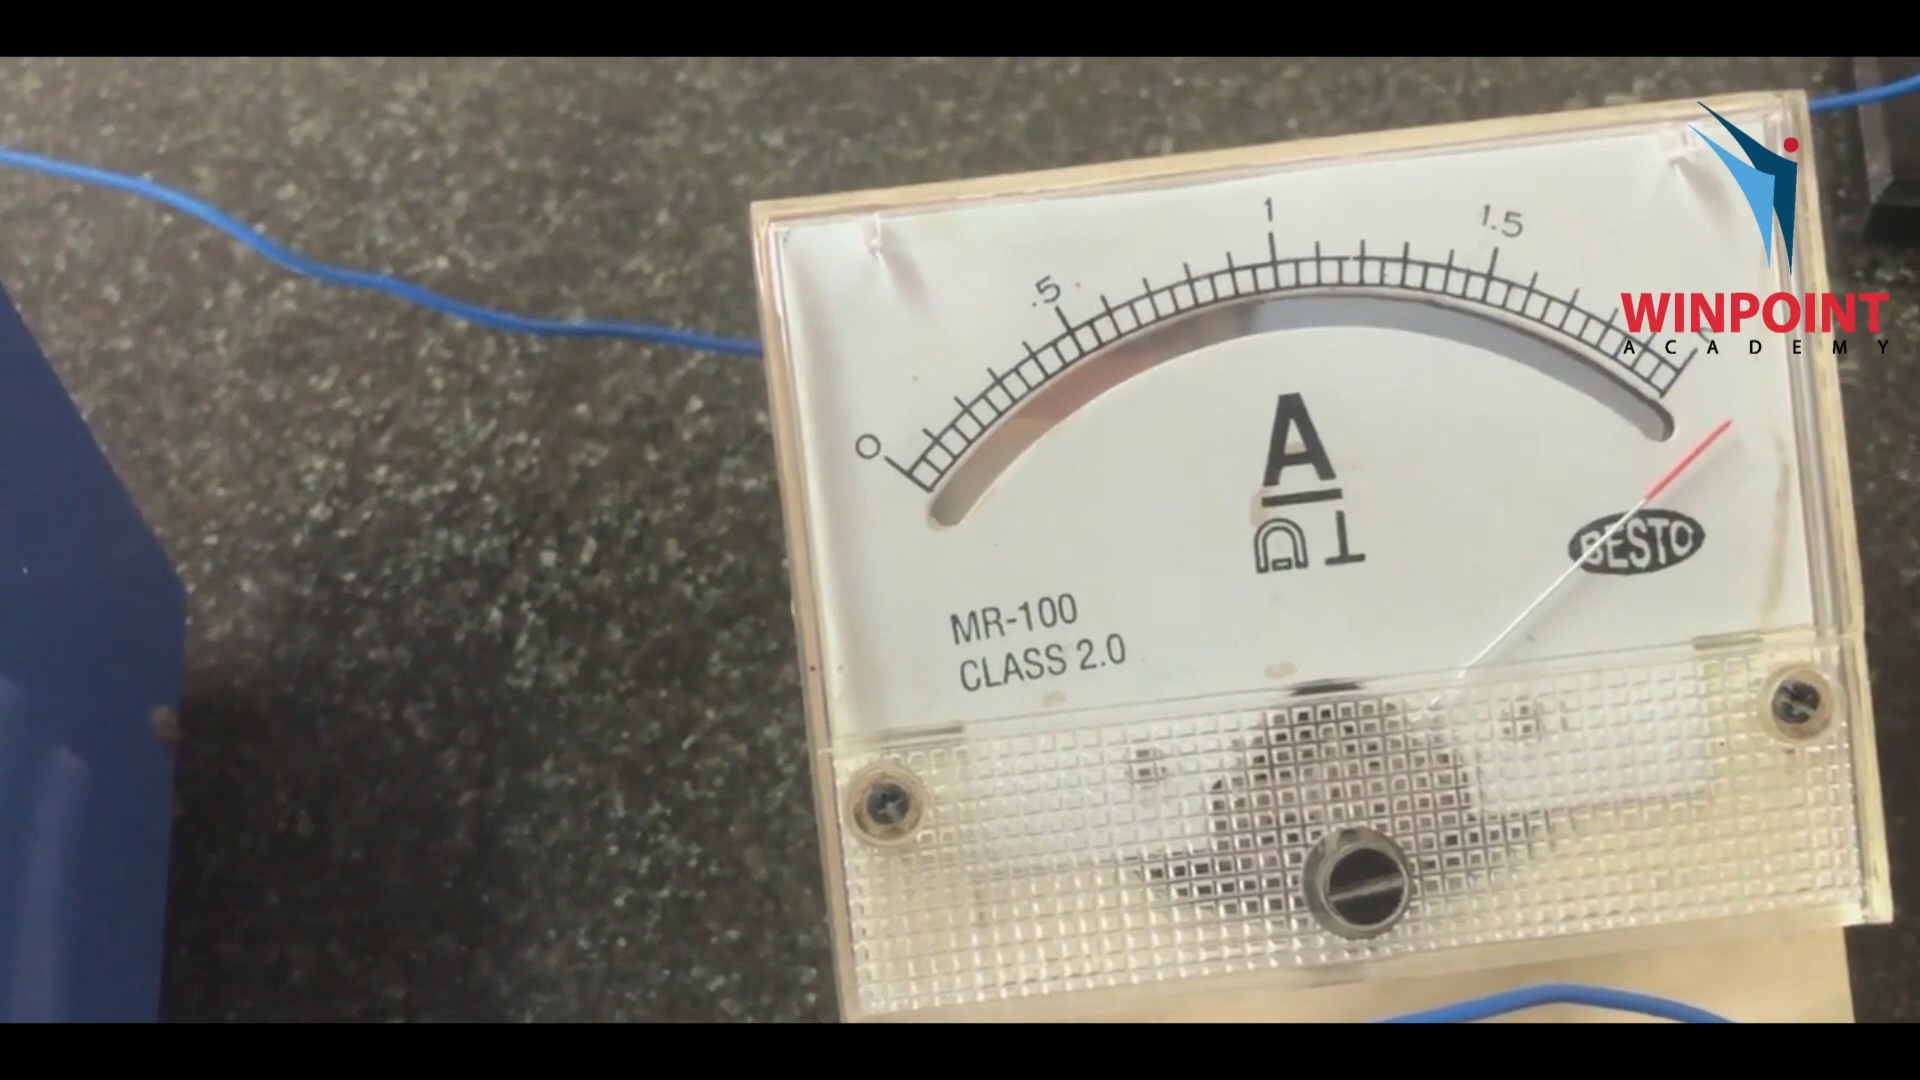 0 .5 1 1.5
A
BESTO
MR-100
CLASS 2.0
WINPOINT
ACADEMY